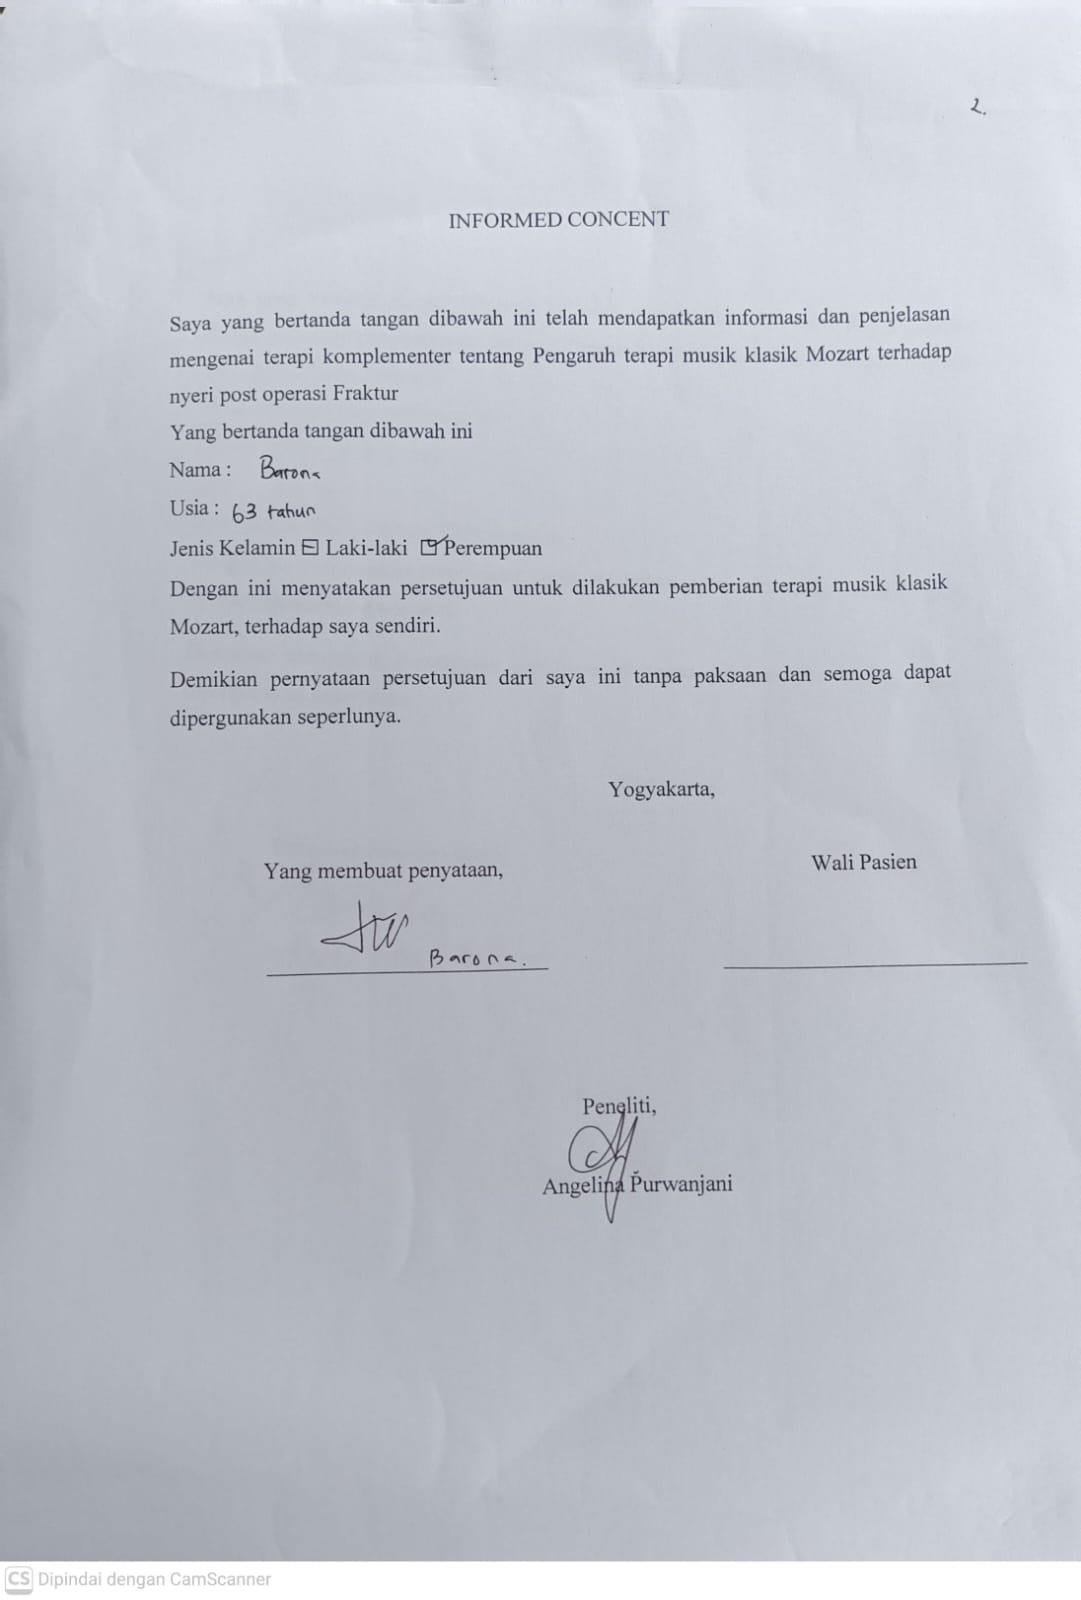 2.
INFORMED CONCENT
Saya yang bertanda tangan dibawah ini telah mendapatkan informasi dan penjelasan
mengenai terapi komplementer tentang Pengaruh terapi musik klasik Mozart terhadap
nyeri post operasi Fraktur
Yang bertanda tangan dibawah ini
Nama : Barona
Usia : 63 tahun
Jenis Kelamin Laki-laki Perempuan
Dengan ini menyatakan persetujuan untuk dilakukan pemberian terapi musik klasik
Mozart, terhadap saya sendiri.
Demikian pernyataan persetujuan dari saya ini tanpa paksaan dan semoga dapat
dipergunakan seperlunya.
Yogyakarta,
Yang membuat penyataan, Wali Pasien
Barona.
Peneliti,
Angelina Purwanjani
CS Dipindai dengan CamScanner